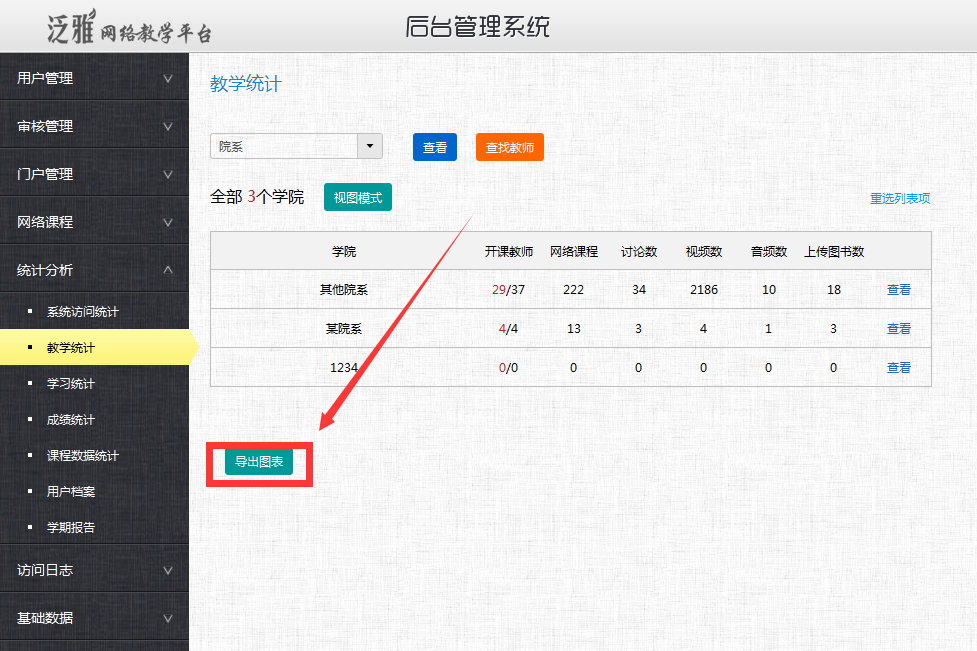 泛雅网络教学平台
后台管理系统
用户管理
审核管理
门户管理
网络课程
统计分析
系统访问统计
教学统计
学习统计
成绩统计
课程数据统计
用户档案
学期报告
访问日志
基础数据
教学统计
院系 查看 查找教师
全部 3个学院 视图模式 重选列表项
学院 开课教师 网络课程 讨论数 视频数 音频数 上传图书数
其他院系 29/37 222 34 2186 10 18 查看
某院系 4/4 13 3 4 1 3 查看
1234 0/0 0 0 0 0 0 查看
导出图表